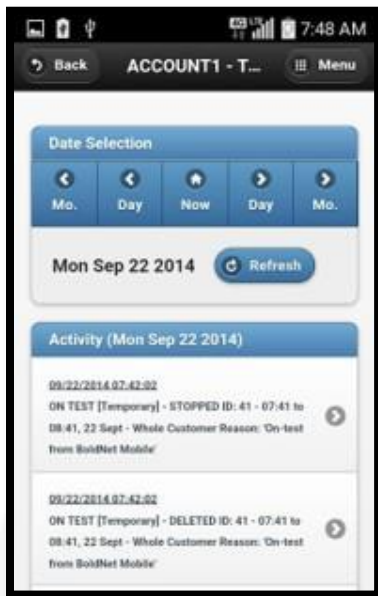 7:48 AM
Back
ACCOUNT1 - T...
Menu
Date Selection
Mo.
Day
Now
Day
Mo.
Mon Sep 22 2014
Refresh
Activity (Mon Sep 22 2014)
09/22/2014 07:42:02
ON TEST [Temporary] - STOPPED ID: 41 - 07:41 to
08:41, 22 Sept - Whole Customer Reason: 'On-test
from BoldNet Mobile'
09/22/2014 07:42:02
ON TEST [Temporary] - DELETED ID: 41 - 07:41 to
08:41, 22 Sept - Whole Customer Reason: 'On-test
from BoldNet Mobile'